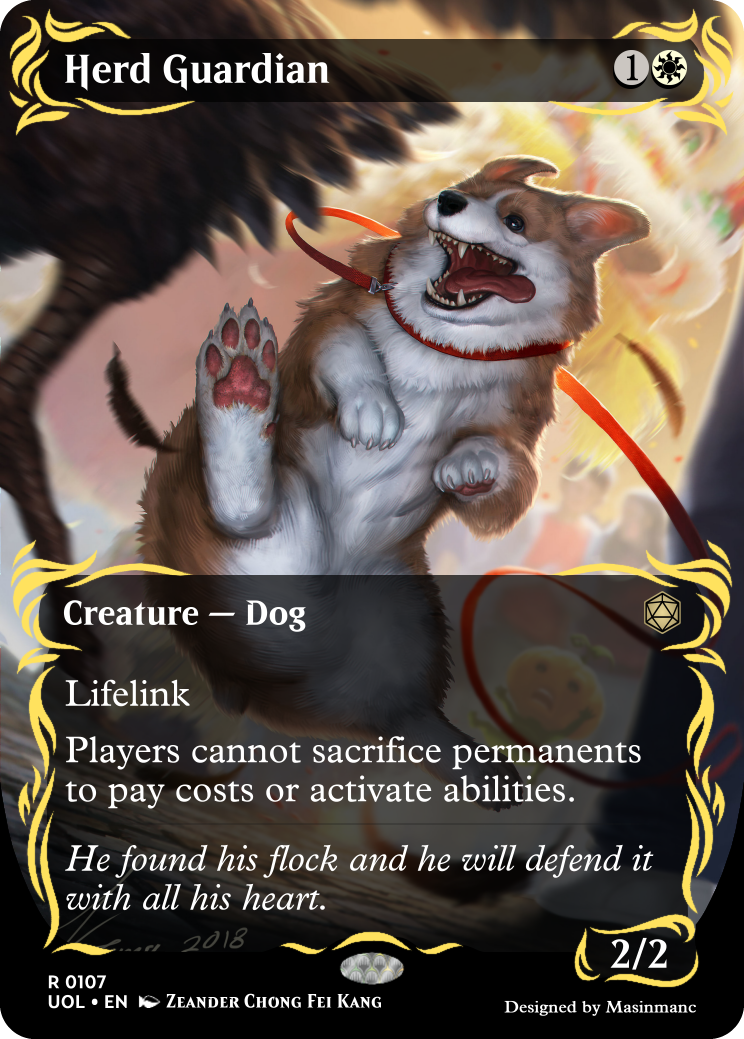 Herd Guardian 1
Creature — Dog
Lifelink
Players cannot sacrifice permanents
to pay costs or activate abilities.
He found his flock and he will defend it
with all his heart.
2018
2/2
R 0107
UOL • EN Zeander Chong Fei Kang
Designed by Masinmanc